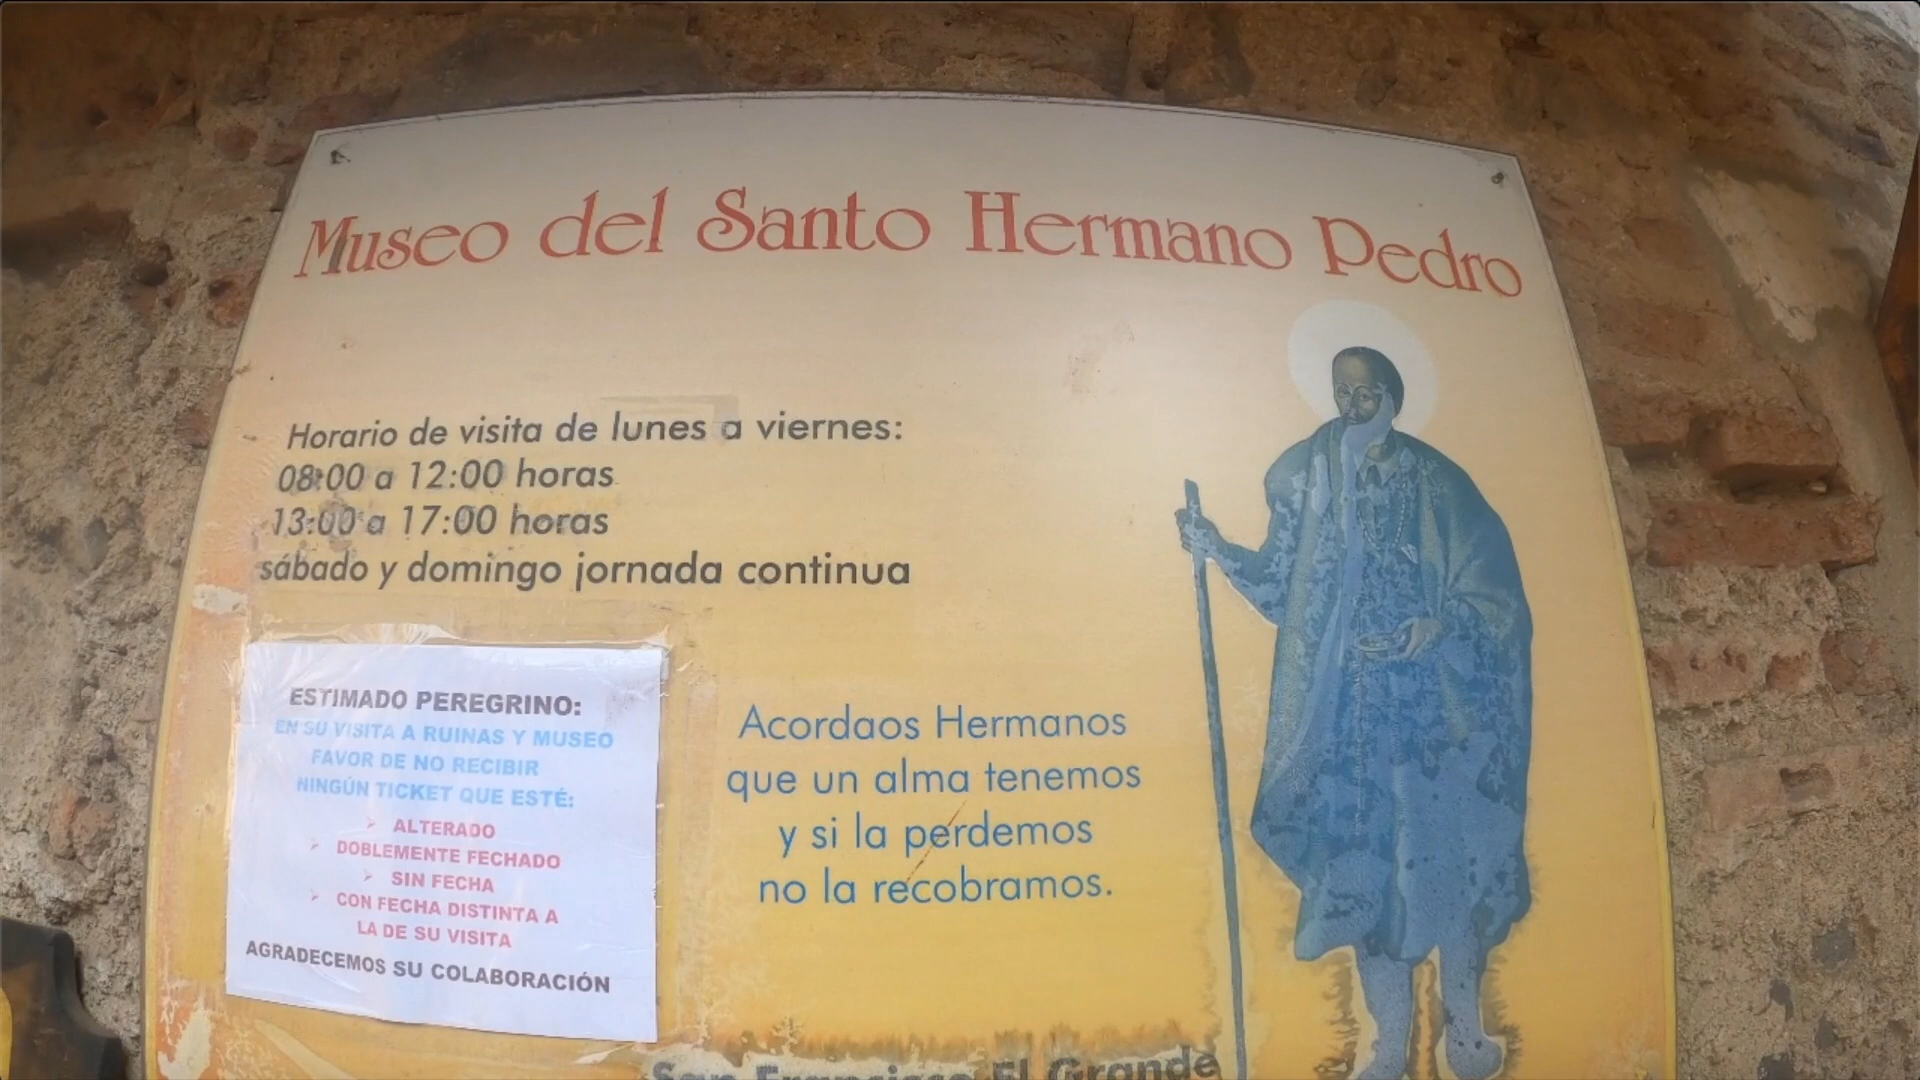 Museo del Santo Hermano Pedro
Horario de visita de lunes a viernes:
08:00 a 12:00 horas
13:00 a 17:00 horas
sábado y domingo jornada continua
ESTIMADO PEREGRINO:
EN SU VISITA A RUINAS Y MUSEO
FAVOR DE NO RECIBIR
NINGÚN TICKET QUE ESTÉ:
➢ ALTERADO
➢ DOBLEMENTE FECHADO
➢ SIN FECHA
➢ CON FECHA DISTINTA A
LA DE SU VISITA
AGRADECEMOS SU COLABORACIÓN
Acordaos Hermanos
que un alma tenemos
y si la perdemos
no la recobramos.
San Francisco El Grande